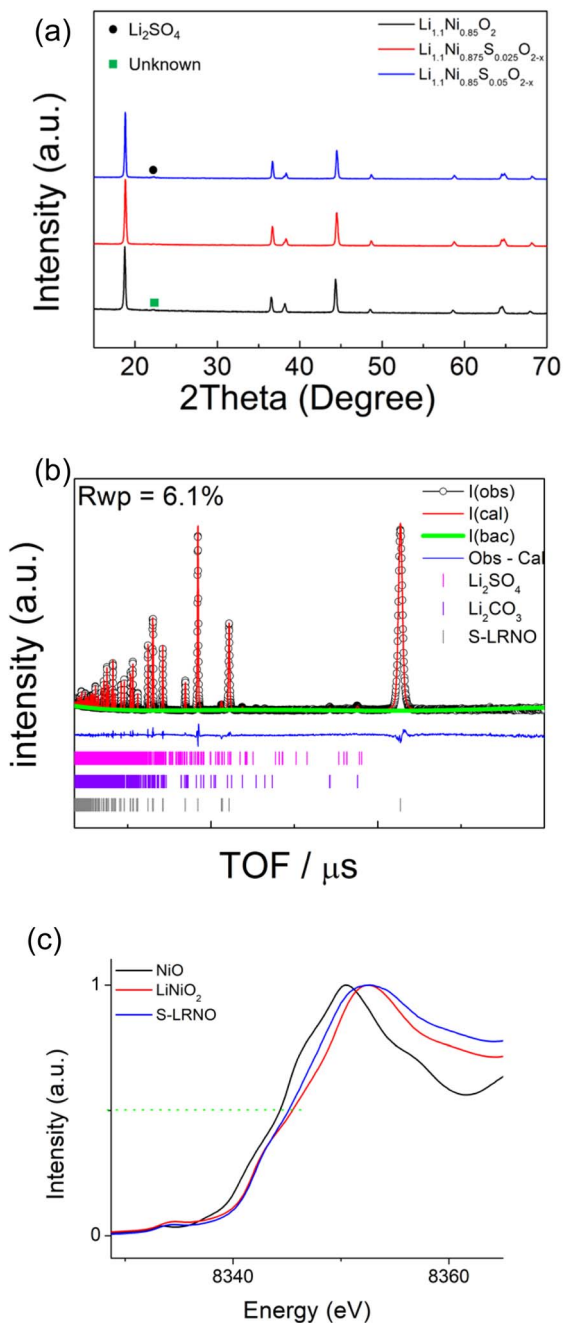 (a)
● Li₂SO₄
■ Unknown
Li₁.₁Ni₀.₈₅O₂
Li₁.₁Ni₀.₈₇₅S₀.₀₂₅O₂₋ₓ
Li₁.₁Ni₀.₈₅S₀.₀₅O₂₋ₓ
Intensity (a.u.)
20 30 40 50 60 70
2Theta (Degree)
(b)
Rwp = 6.1%
I(obs)
I(cal)
I(bac)
Obs - Cal
Li₂SO₄
Li₂CO₃
S-LRNO
intensity (a.u.)
TOF / μs
(c)
NiO
LiNiO₂
S-LRNO
1
0
Intensity (a.u.)
8340 8360
Energy (eV)